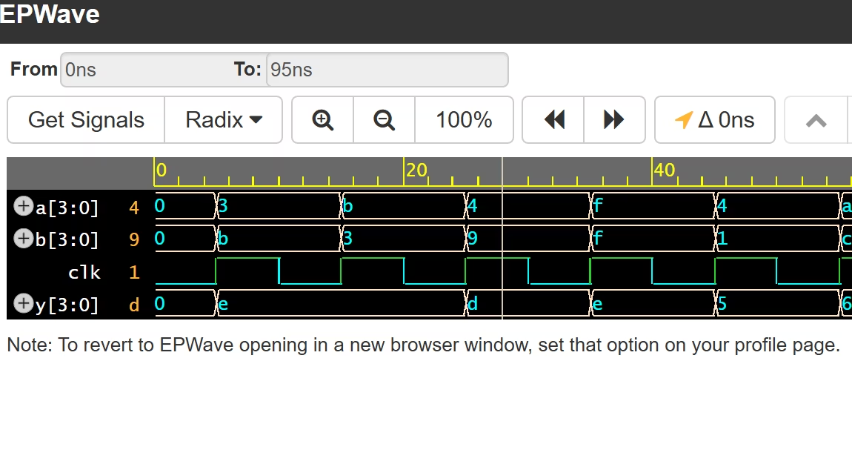 EPWave
From 0ns To: 95ns
Get Signals Radix 100% Δ 0ns
0 20 40
a[3:0] 4 0 3 b 4 f 4 a
b[3:0] 9 0 b 3 9 f 1 c
clk 1
y[3:0] d 0 e d e 5 6
Note: To revert to EPWave opening in a new browser window, set that option on your profile page.